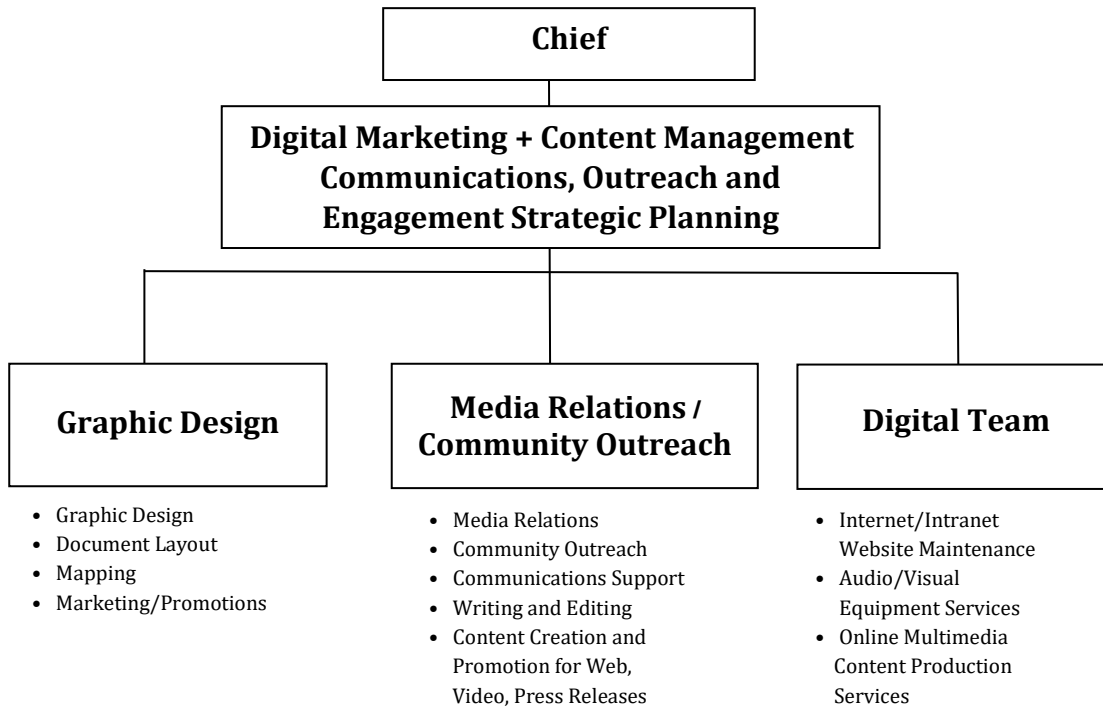 Chief
Digital Marketing + Content Management
Communications, Outreach and
Engagement Strategic Planning
Graphic Design
Media Relations /
Community Outreach
Digital Team
• Graphic Design
• Document Layout
• Mapping
• Marketing/Promotions
• Media Relations
• Community Outreach
• Communications Support
• Writing and Editing
• Content Creation and
Promotion for Web,
Video, Press Releases
• Internet/Intranet
Website Maintenance
• Audio/Visual
Equipment Services
• Online Multimedia
Content Production
Services